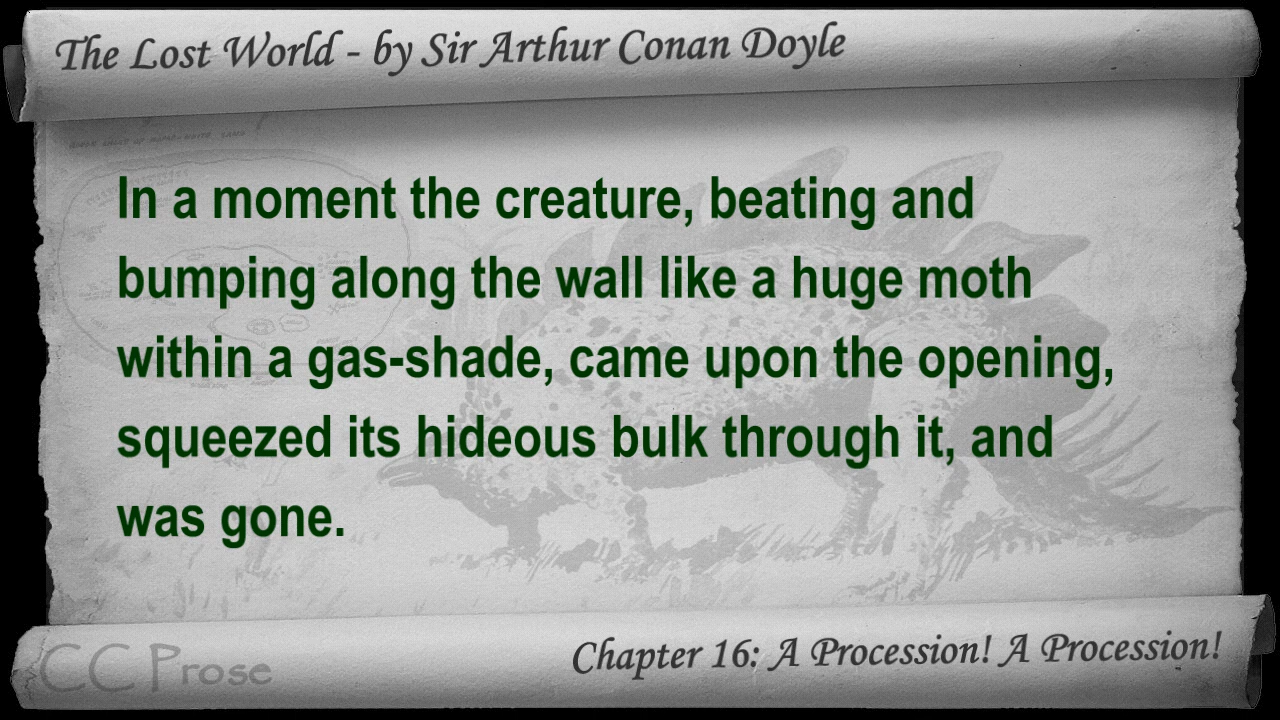 The Lost World - by Sir Arthur Conan Doyle
In a moment the creature, beating and
bumping along the wall like a huge moth
within a gas-shade, came upon the opening,
squeezed its hideous bulk through it, and
was gone.
CC Prose
Chapter 16: A Procession! A Procession!